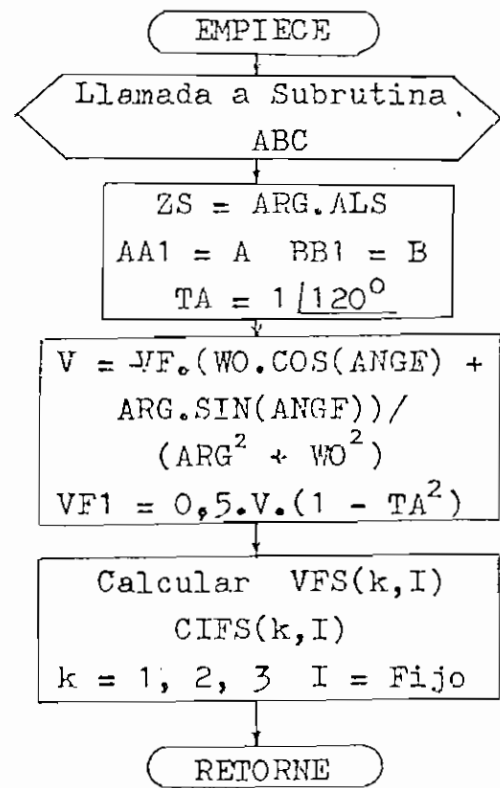 EMPIECE
Llamada a Subrutina
ABC
ZS = ARG.ALS
AA1 = A BB1 = B
TA = 1/120°
V = -VF.(WO.COS(ANGF) +
ARG.SIN(ANGF))/
(ARG² + WO²)
VF1 = 0,5.V.(1 - TA²)
Calcular VFS(k,I)
CIFS(k,I)
k = 1, 2, 3 I = Fijo
RETORNE